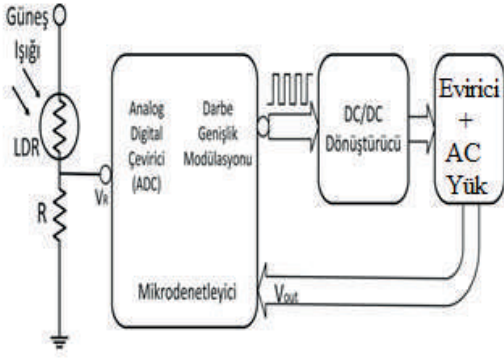 Güneş
Işığı
LDR
R
V_R
Analog
Digital
Çevirici
(ADC)
Darbe
Genişlik
Modülasyonu
Mikrodenetleyici
DC/DC
Dönüştürücü
Evirici
+
AC
Yük
V_out